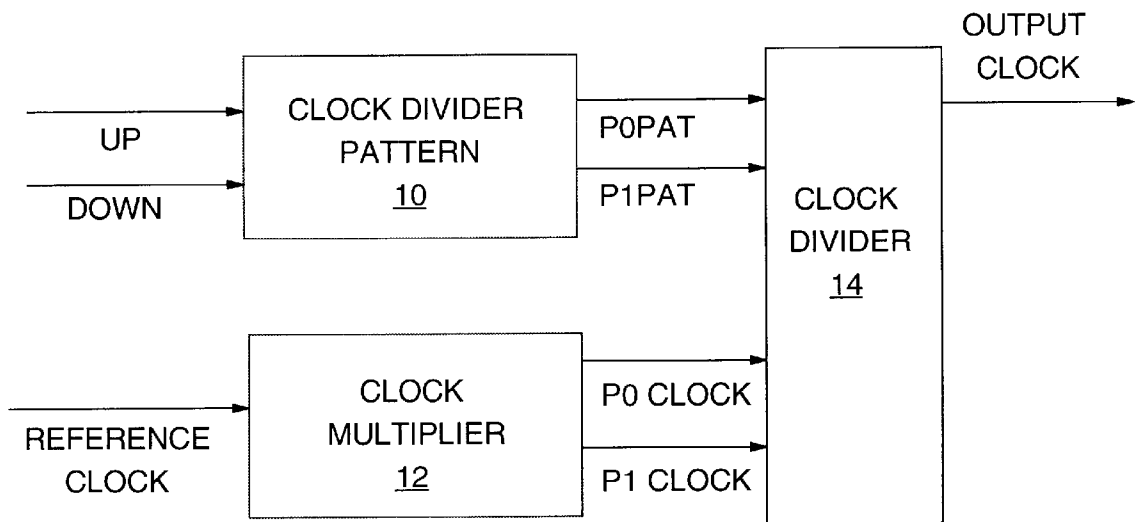 OUTPUT
CLOCK
UP
DOWN
CLOCK DIVIDER
PATTERN
10
P0PAT
P1PAT
CLOCK
DIVIDER
14
REFERENCE
CLOCK
CLOCK
MULTIPLIER
12
P0 CLOCK
P1 CLOCK